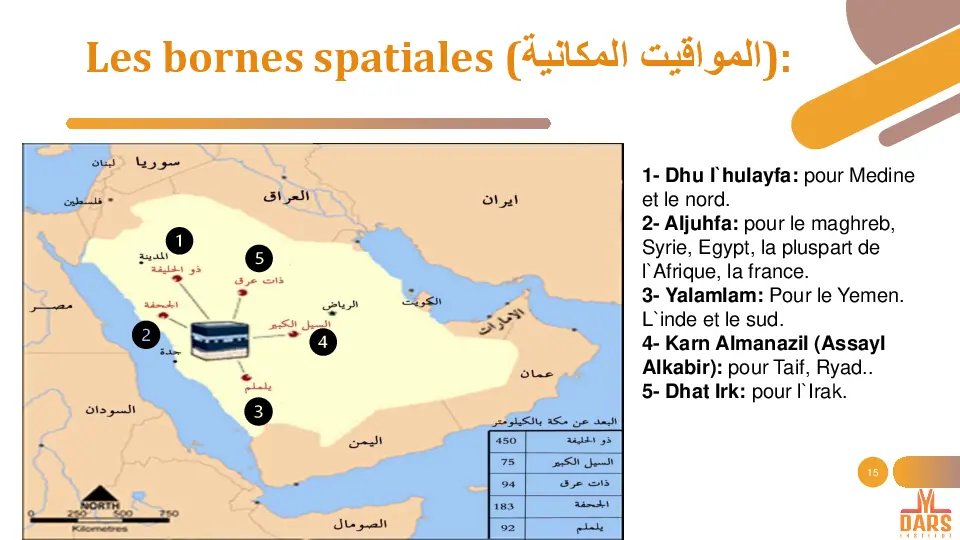 Les bornes spatiales (المواقيت المكانية):
لبنان
سوريا
فلسطين
العراق
ايران
1
المدينة
ذو الحليفة
5
ذات عرق
الكويت
مصر
الجحفة
الرياض
السيل الكبير
الامارات
2
جدة
4
يلملم
عمان
3
السودان
اليمن
الصومال
البعد عن مكة بالكيلومتر
450 ذو الحليفة
75 السيل الكبير
94 ذات عرق
183 الجحفة
92 يلملم
NORTH
0 250 500 750
Kilometres
1- Dhu l`hulayfa: pour Medine
et le nord.
2- Aljuhfa: pour le maghreb,
Syrie, Egypt, la pluspart de
l`Afrique, la france.
3- Yalamlam: Pour le Yemen.
L`inde et le sud.
4- Karn Almanazil (Assayl
Alkabir): pour Taif, Ryad..
5- Dhat Irk: pour l`Irak.
15
DARS
INSTITUT